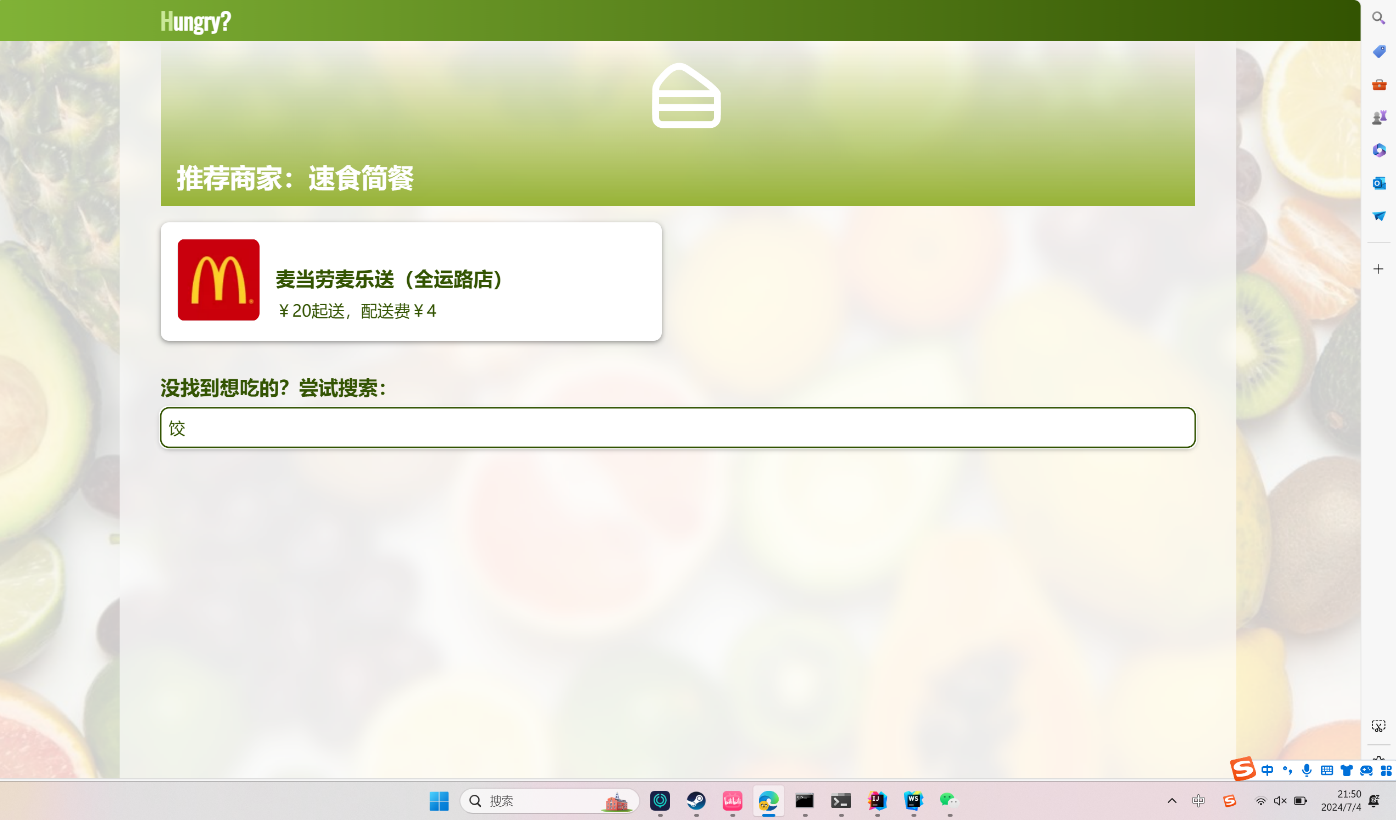 Hungry?
推荐商家：速食简餐
麦当劳麦乐送（全运路店）
￥20起送，配送费￥4
没找到想吃的？尝试搜索：
饺
中
搜索
中
21:50
2024/7/4